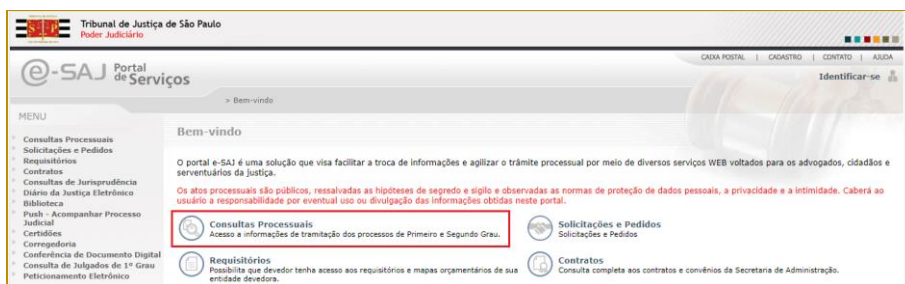 Tribunal de Justiça de São Paulo
Poder Judiciário
CAIXA POSTAL | CADASTRO | CONTATO | AJUDA
e-SAJ Portal de Serviços
Identificar-se
> Bem-vindo
MENU
Consultas Processuais
Solicitações e Pedidos
Requisitórios
Contratos
Consultas de Jurisprudência
Diário da Justiça Eletrônico
Biblioteca
Push - Acompanhar Processo
Judicial
Certidões
Corregedoria
Conferência de Documento Digital
Consulta de Julgados de 1º Grau
Peticionamento Eletrônico
Bem-vindo
O portal e-SAJ é uma solução que visa facilitar a troca de informações e agilizar o trâmite processual por meio de diversos serviços WEB voltados para os advogados, cidadãos e
serventuários da justiça.
Os atos processuais são públicos, ressalvadas as hipóteses de segredo e sigilo e observadas as normas de proteção de dados pessoais, a privacidade e a intimidade. Caberá ao
usuário a responsabilidade por eventual uso ou divulgação das informações obtidas neste portal.
Consultas Processuais
Acesso a informações de tramitação dos processos de Primeiro e Segundo Grau.
Solicitações e Pedidos
Solicitações e Pedidos
Requisitórios
Possibilita que devedor tenha acesso aos requisitórios e mapas orçamentários de sua
entidade devedora.
Contratos
Consulta completa aos contratos e convênios da Secretaria de Administração.